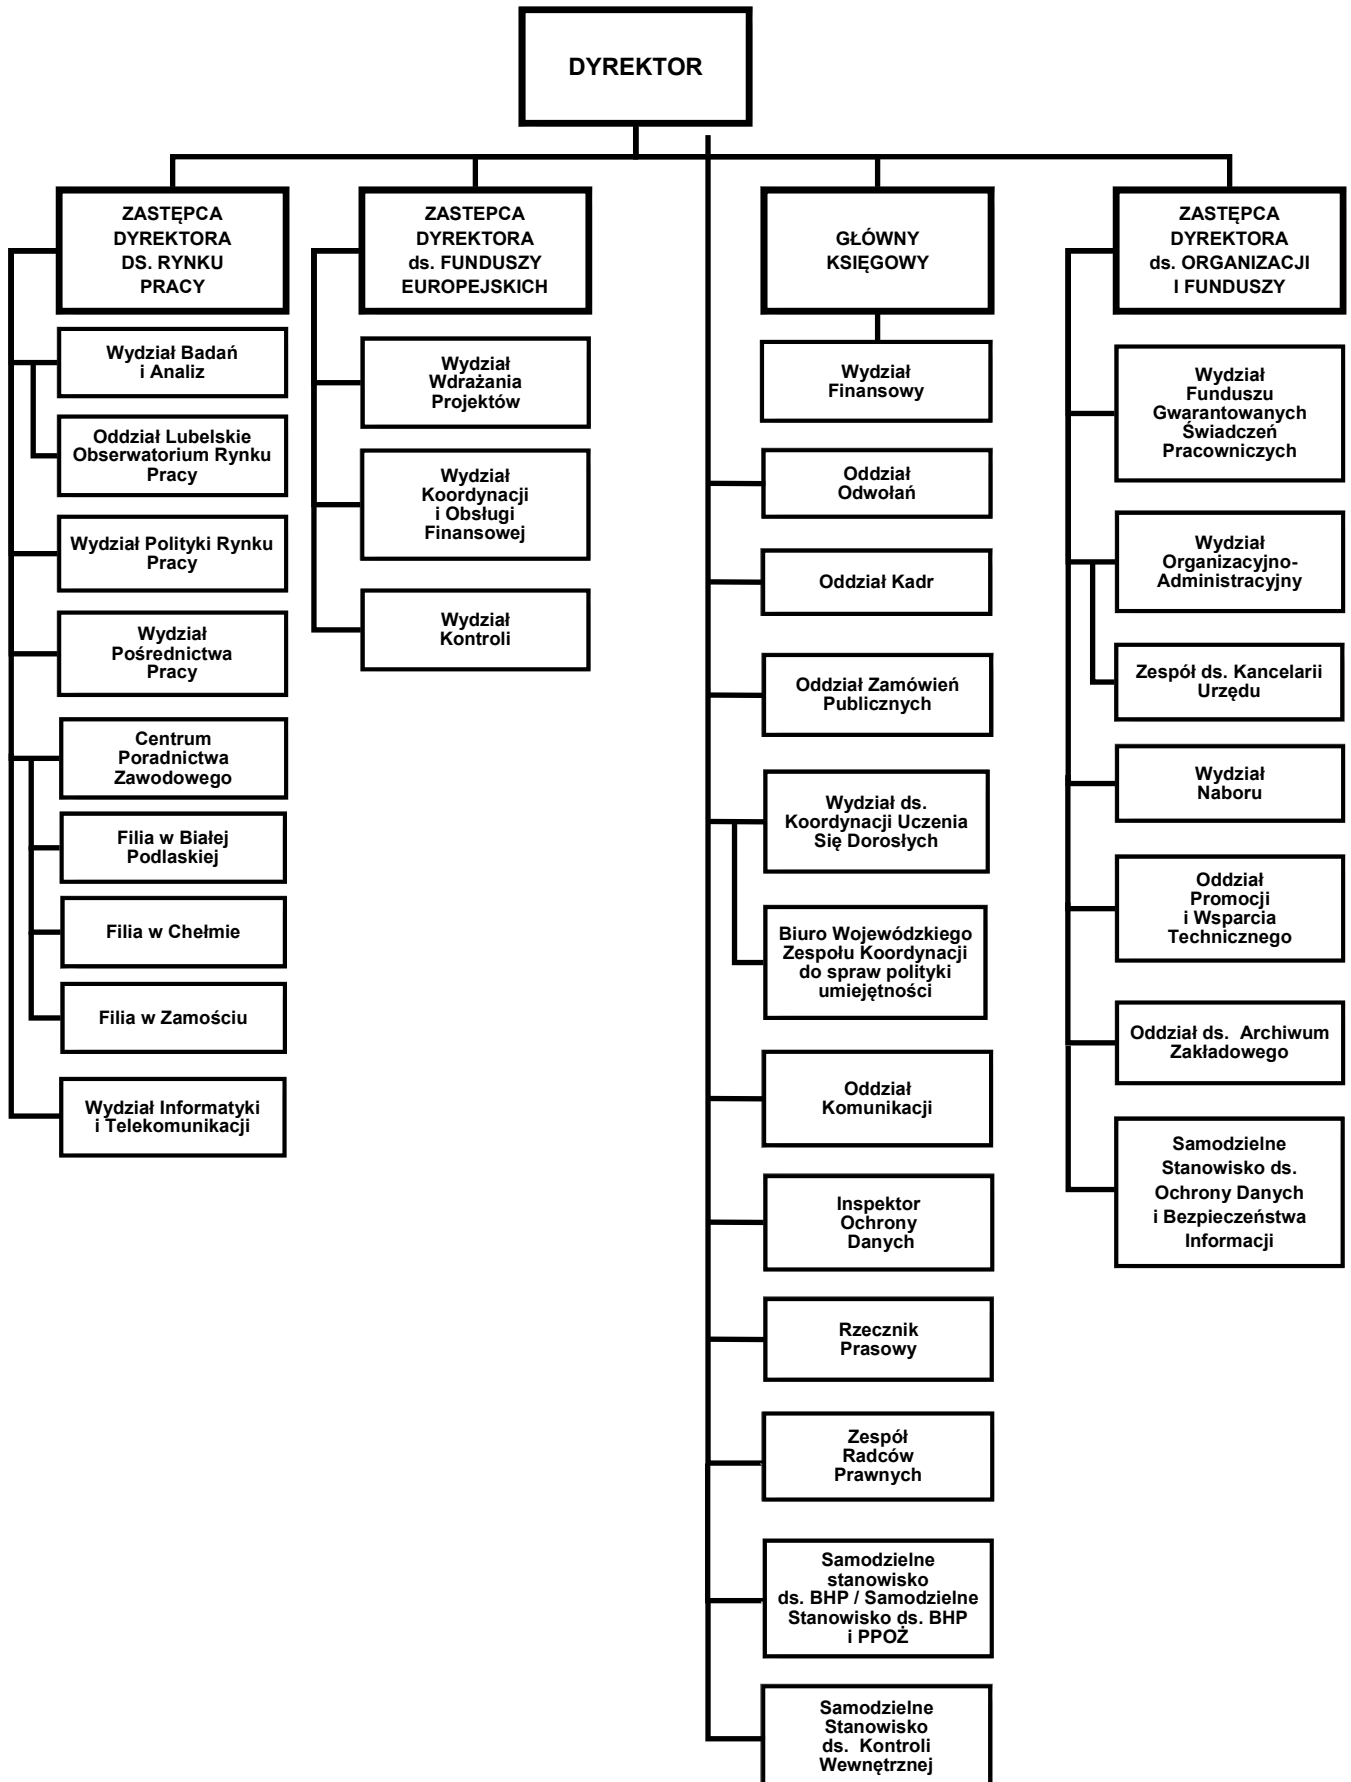 DYREKTOR
ZASTĘPCA
DYREKTORA
DS. RYNKU
PRACY
ZASTEPCA
DYREKTORA
ds. FUNDUSZY
EUROPEJSKICH
GŁÓWNY
KSIĘGOWY
ZASTĘPCA
DYREKTORA
ds. ORGANIZACJI
I FUNDUSZY
Wydział Badań
i Analiz
Oddział Lubelskie
Obserwatorium Rynku
Pracy
Wydział Polityki Rynku
Pracy
Wydział
Pośrednictwa
Pracy
Centrum
Poradnictwa
Zawodowego
Filia w Białej
Podlaskiej
Filia w Chełmie
Filia w Zamościu
Wydział Informatyki
i Telekomunikacji
Wydział
Wdrażania
Projektów
Wydział
Koordynacji
i Obsługi
Finansowej
Wydział
Kontroli
Wydział
Finansowy
Oddział
Odwołań
Oddział Kadr
Oddział Zamówień
Publicznych
Wydział ds.
Koordynacji Uczenia
Się Dorosłych
Biuro Wojewódzkiego
Zespołu Koordynacji
do spraw polityki
umiejętności
Oddział
Komunikacji
Inspektor
Ochrony
Danych
Rzecznik
Prasowy
Zespół
Radców
Prawnych
Samodzielne
stanowisko
ds. BHP / Samodzielne
Stanowisko ds. BHP
i PPOŻ
Samodzielne
Stanowisko
ds. Kontroli
Wewnętrznej
Wydział
Funduszu
Gwarantowanych
Świadczeń
Pracowniczych
Wydział
Organizacyjno-
Administracyjny
Zespół ds. Kancelarii
Urzędu
Wydział
Naboru
Oddział
Promocji
i Wsparcia
Technicznego
Oddział ds. Archiwum
Zakładowego
Samodzielne
Stanowisko ds.
Ochrony Danych
i Bezpieczeństwa
Informacji